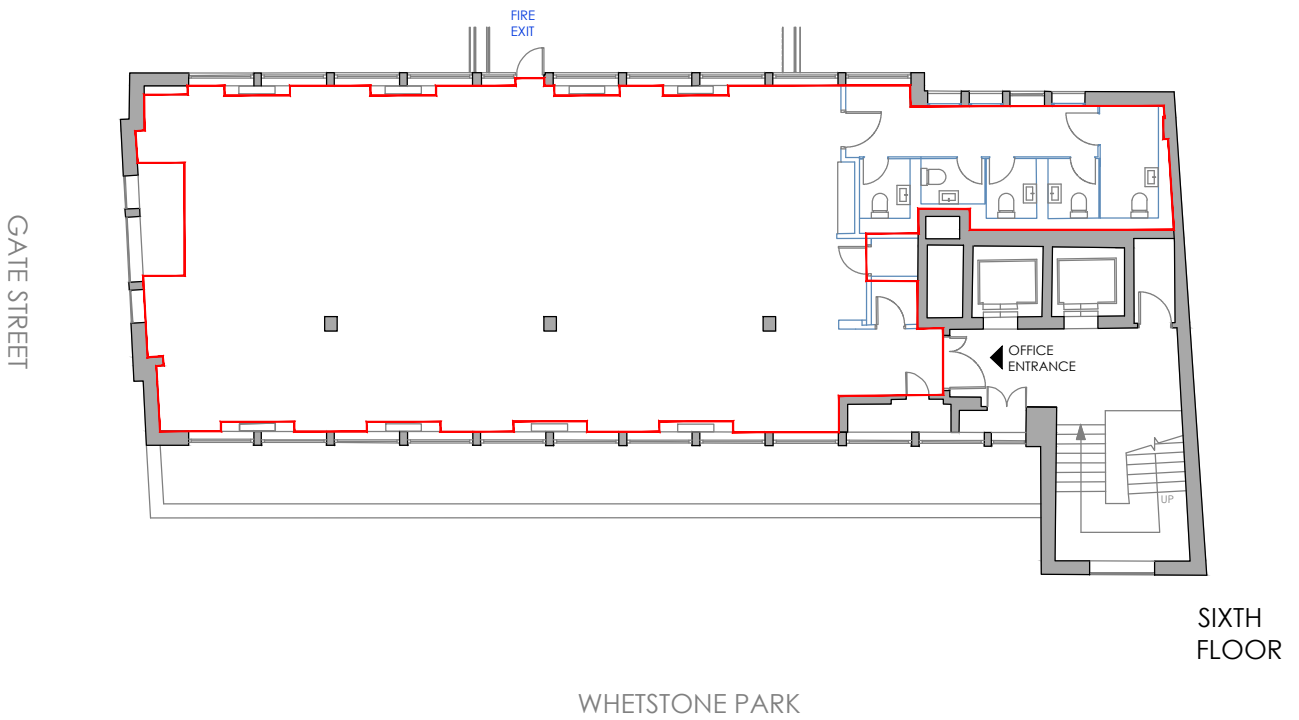 FIRE
EXIT
GATE STREET
OFFICE
ENTRANCE
UP
SIXTH
FLOOR
WHETSTONE PARK